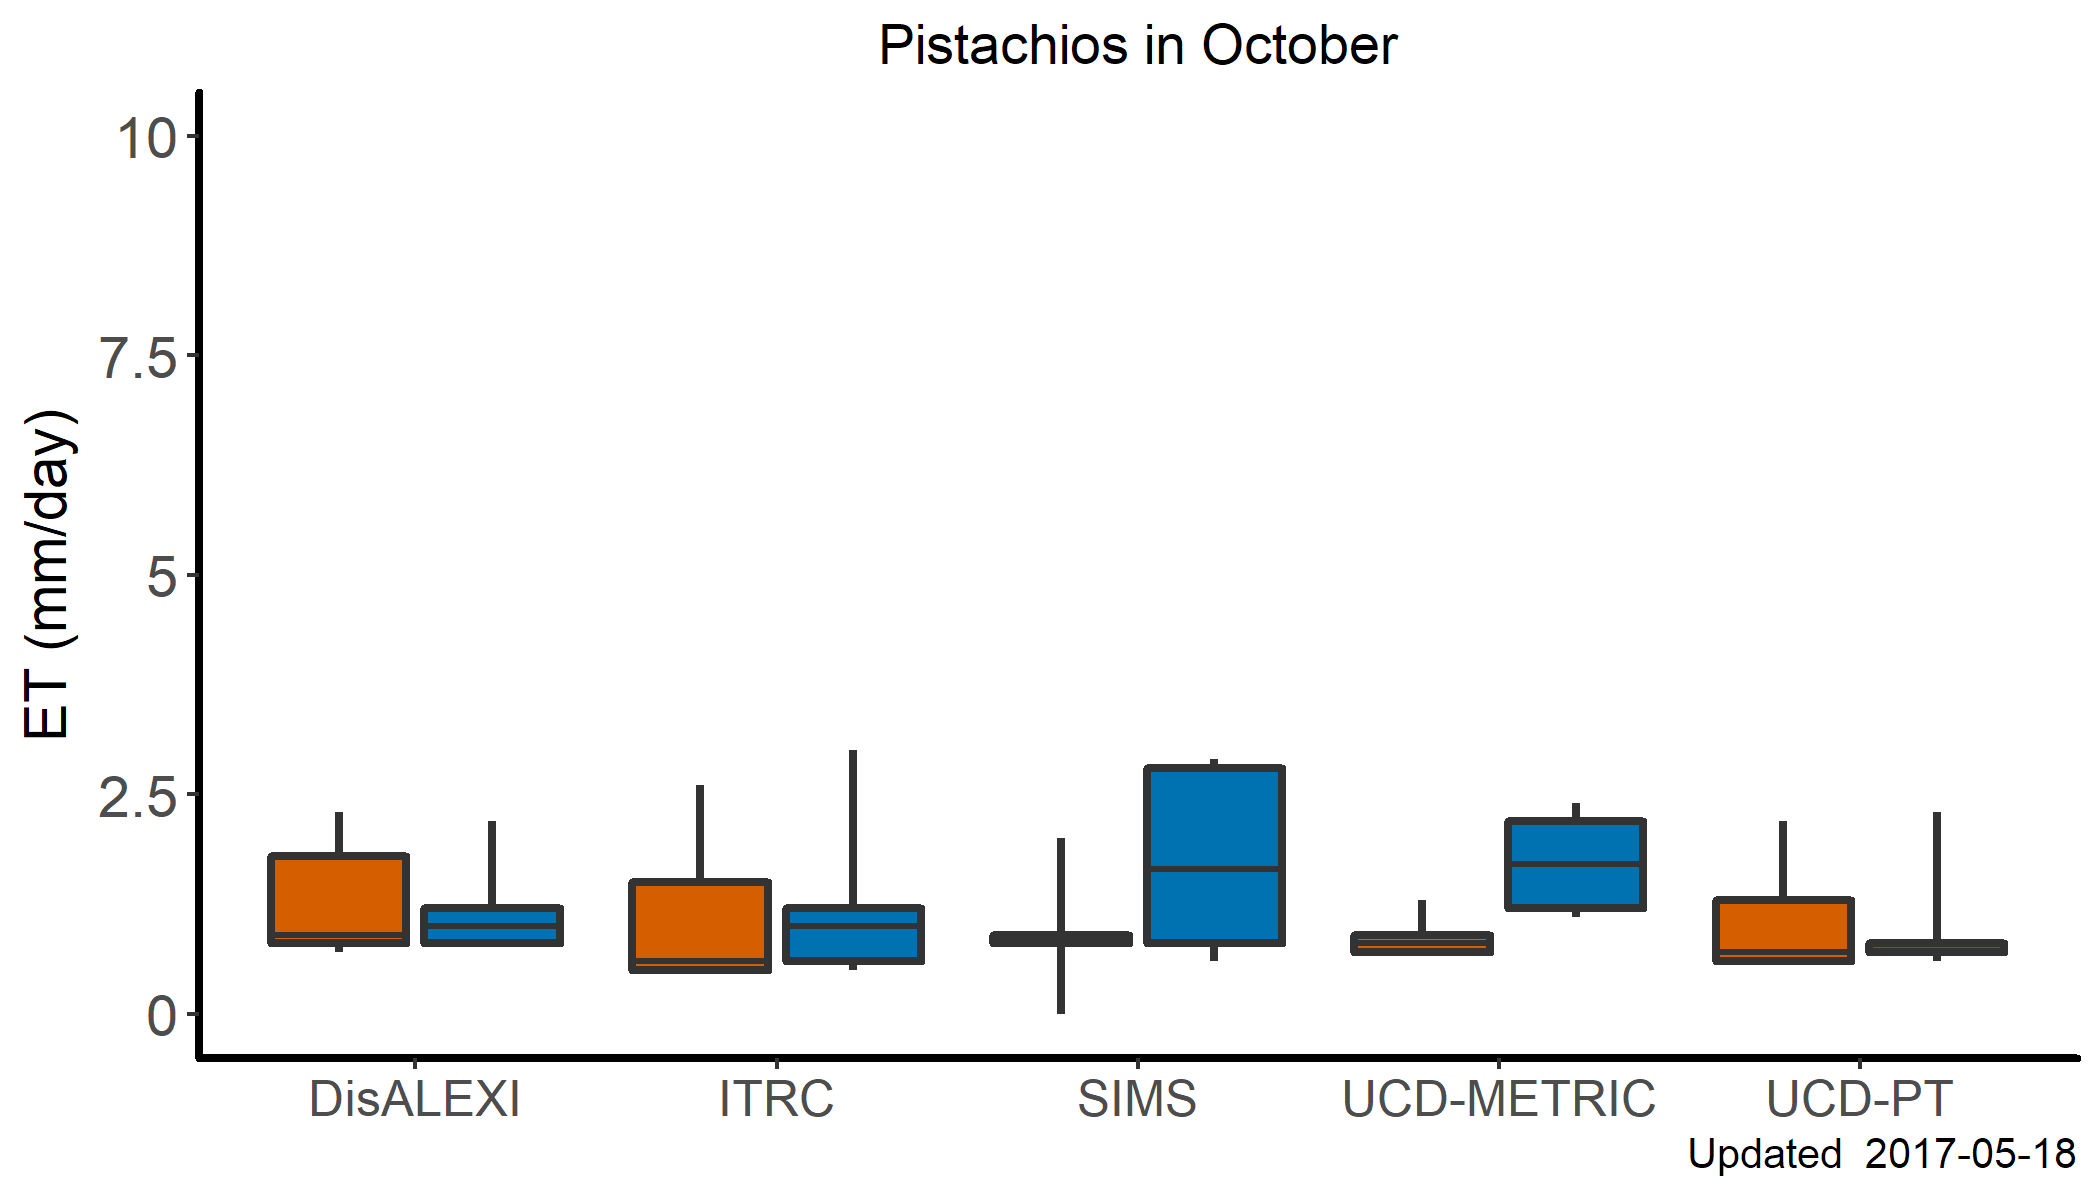 Pistachios in October
ET (mm/day)
10
7.5
5
2.5
0
DisALEXI ITRC SIMS UCD-METRIC UCD-PT
Updated  2017-05-18